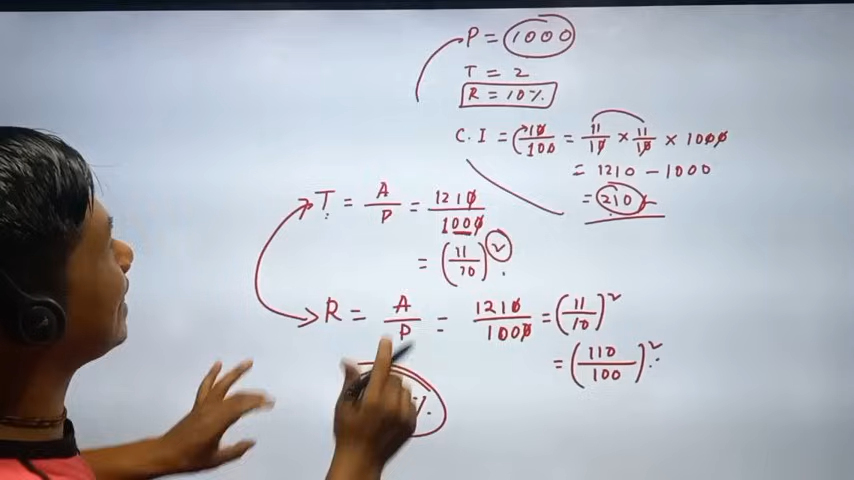 P = 1000
T = 2
R = 10%
C.I = (10/100 = 11/10 × 11/10 × 1000
= 1210 - 1000
= 210
T = A/P = 1210/1000
= (11/10)²
R = A/P = 1210/1000 = (11/10)²
= (110/100)²
%